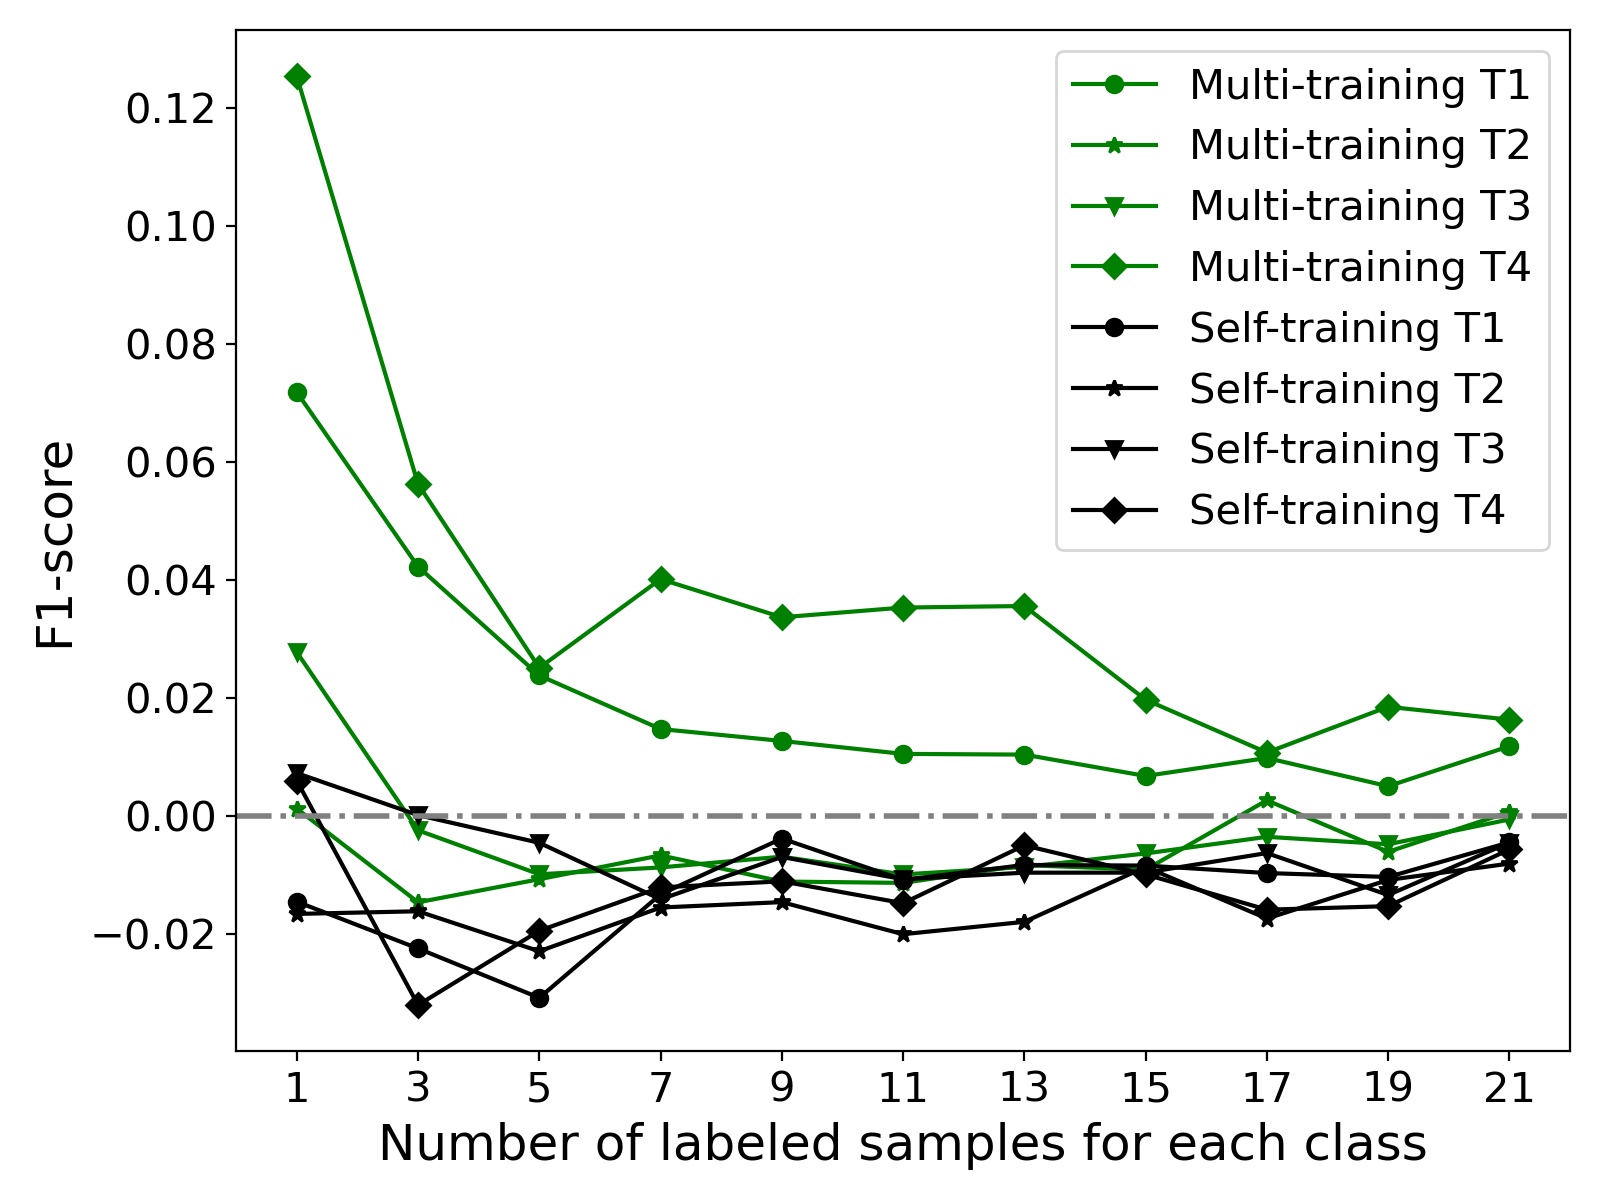 F1-score
0.12
0.10
0.08
0.06
0.04
0.02
0.00
−0.02
Multi-training T1
Multi-training T2
Multi-training T3
Multi-training T4
Self-training T1
Self-training T2
Self-training T3
Self-training T4
1 3 5 7 9 11 13 15 17 19 21
Number of labeled samples for each class